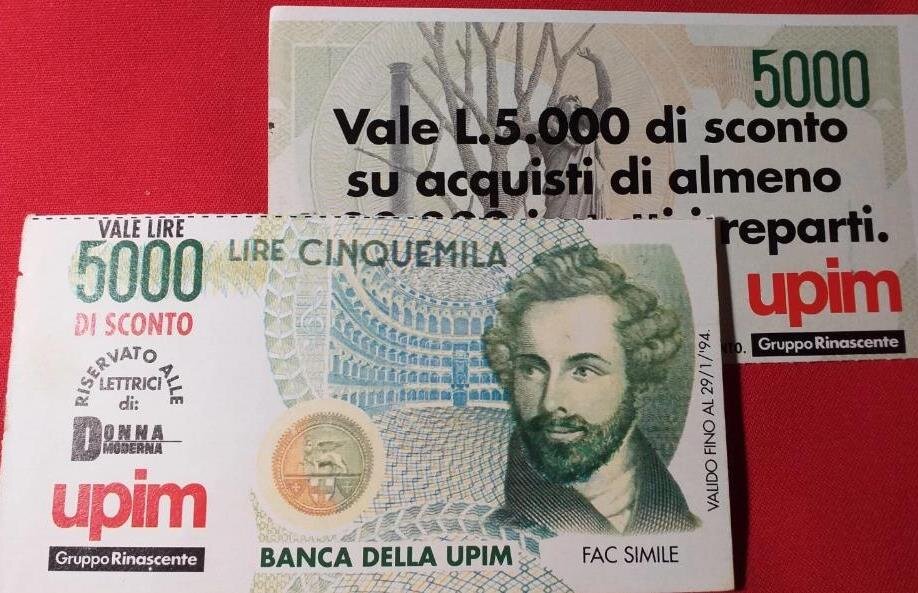 5000
Vale L.5.000 di sconto
su acquisti di almeno
reparti.
upim
Gruppo Rinascente
VALE LIRE
5000
DI SCONTO
RISERVATO ALLE
LETTRICI
di:
DONNA
MODERNA
upim
Gruppo Rinascente
LIRE CINQUEMILA
BANCA DELLA UPIM
FAC SIMILE
VALIDO FINO AL 29/1/'94.